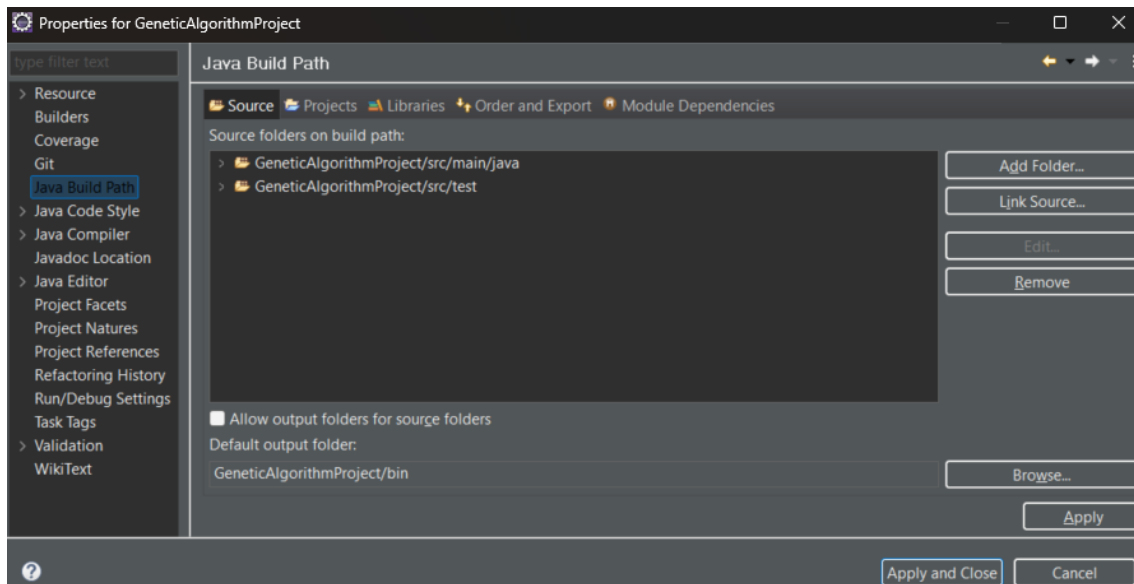 Properties for GeneticAlgorithmProject
type filter text
Resource
Builders
Coverage
Git
Java Build Path
Java Code Style
Java Compiler
Javadoc Location
Java Editor
Project Facets
Project Natures
Project References
Refactoring History
Run/Debug Settings
Task Tags
Validation
WikiText
Java Build Path
Source Projects Libraries Order and Export Module Dependencies
Source folders on build path:
GeneticAlgorithmProject/src/main/java
GeneticAlgorithmProject/src/test
Add Folder...
Link Source...
Edit...
Remove
Allow output folders for source folders
Default output folder:
GeneticAlgorithmProject/bin
Browse...
Apply
Apply and Close Cancel